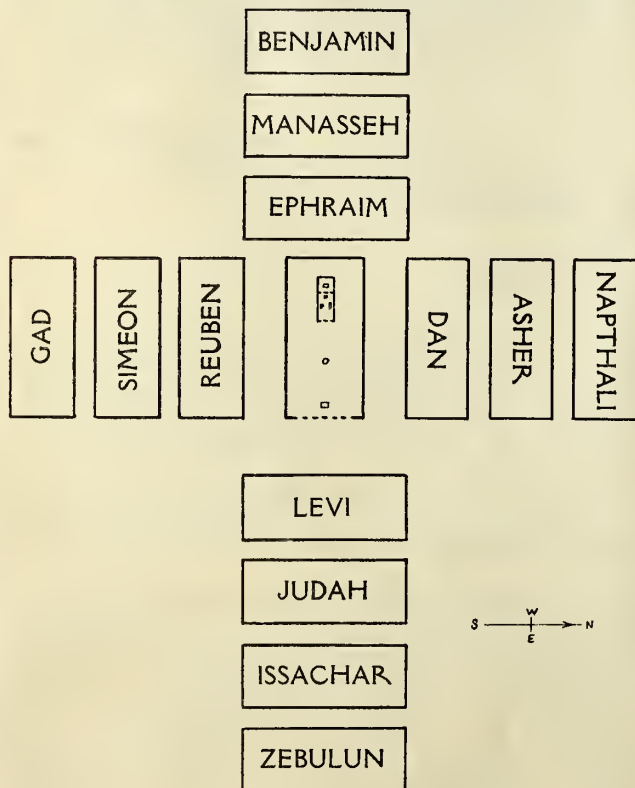 BENJAMIN
MANASSEH
EPHRAIM
GAD
SIMEON
REUBEN
DAN
ASHER
NAPTHALI
LEVI
JUDAH
W
S N
E
ISSACHAR
ZEBULUN